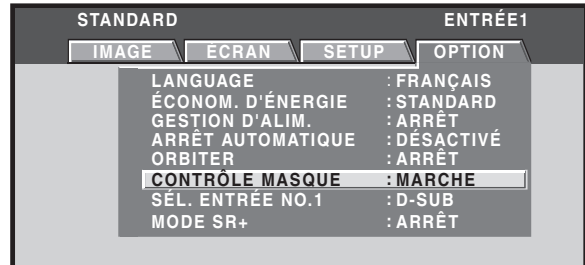 STANDARD ENTRÉE1
IMAGE ÉCRAN SETUP OPTION
LANGUAGE : FRANÇAIS
ÉCONOM. D'ÉNERGIE : STANDARD
GESTION D'ALIM. : ARRÊT
ARRÊT AUTOMATIQUE : DÉSACTIVÉ
ORBITER : ARRÊT
CONTRÔLE MASQUE : MARCHE
SÉL. ENTRÉE NO.1 : D-SUB
MODE SR+ : ARRÊT